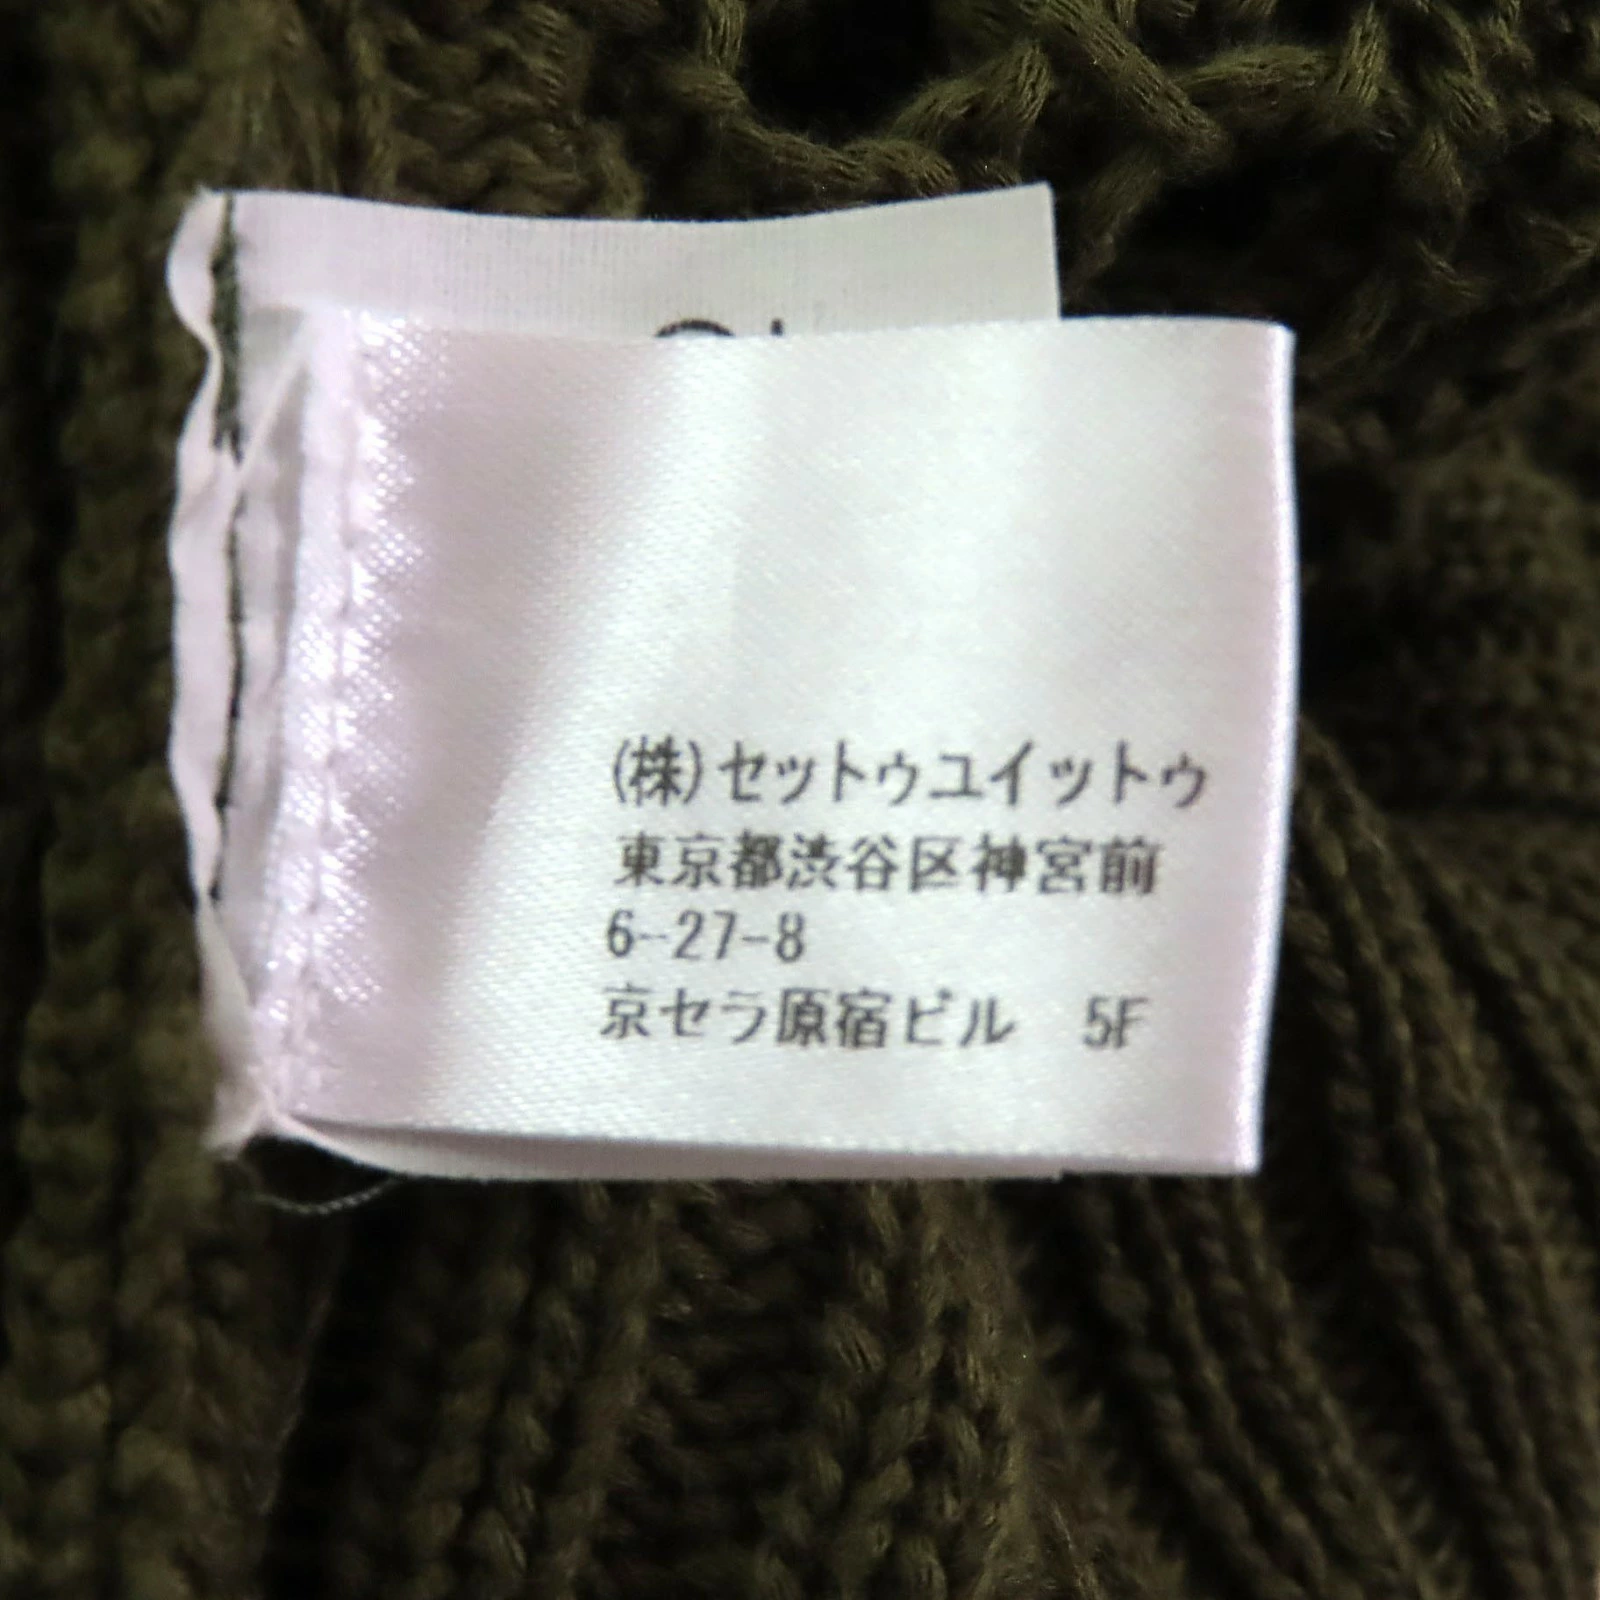 (株)セットゥユイットゥ
東京都渋谷区神宮前
6-27-8
京セラ原宿ビル 5F